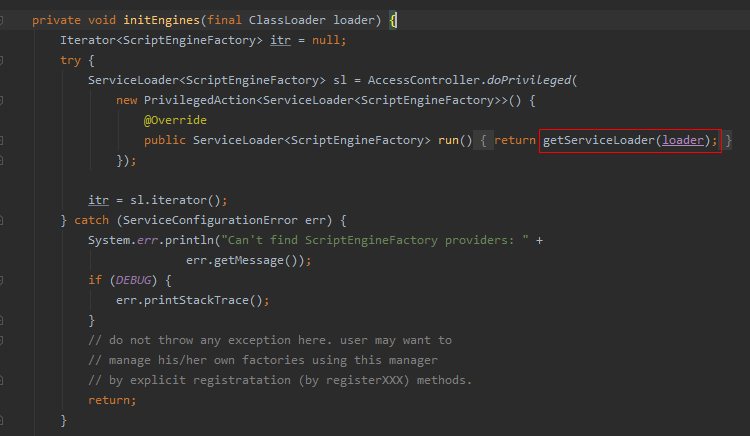 private void initEngines(final ClassLoader loader) {
Iterator<ScriptEngineFactory> itr = null;
try {
ServiceLoader<ScriptEngineFactory> sl = AccessController.doPrivileged(
new PrivilegedAction<ServiceLoader<ScriptEngineFactory>>() {
@Override
public ServiceLoader<ScriptEngineFactory> run() { return getServiceLoader(loader); }
});
itr = sl.iterator();
} catch (ServiceConfigurationError err) {
System.err.println("Can't find ScriptEngineFactory providers: " +
err.getMessage());
if (DEBUG) {
err.printStackTrace();
}
// do not throw any exception here. user may want to
// manage his/her own factories using this manager
// by explicit registratation (by registerXXX) methods.
return;
}